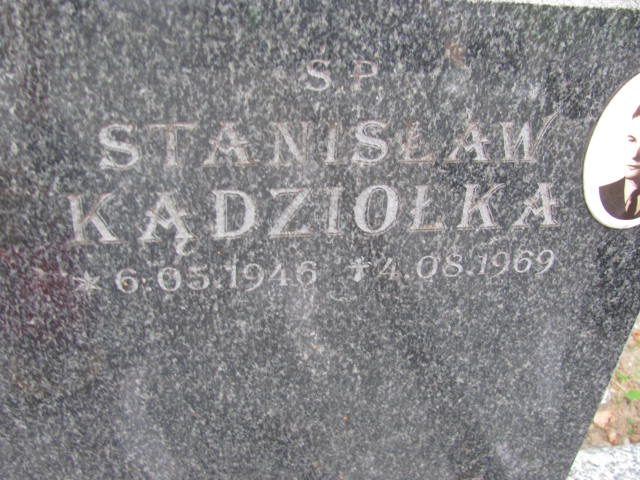 Ś.P.
STANISŁAW
KĄDZIOŁKA
* 6.05.1946 † 4.08.1969